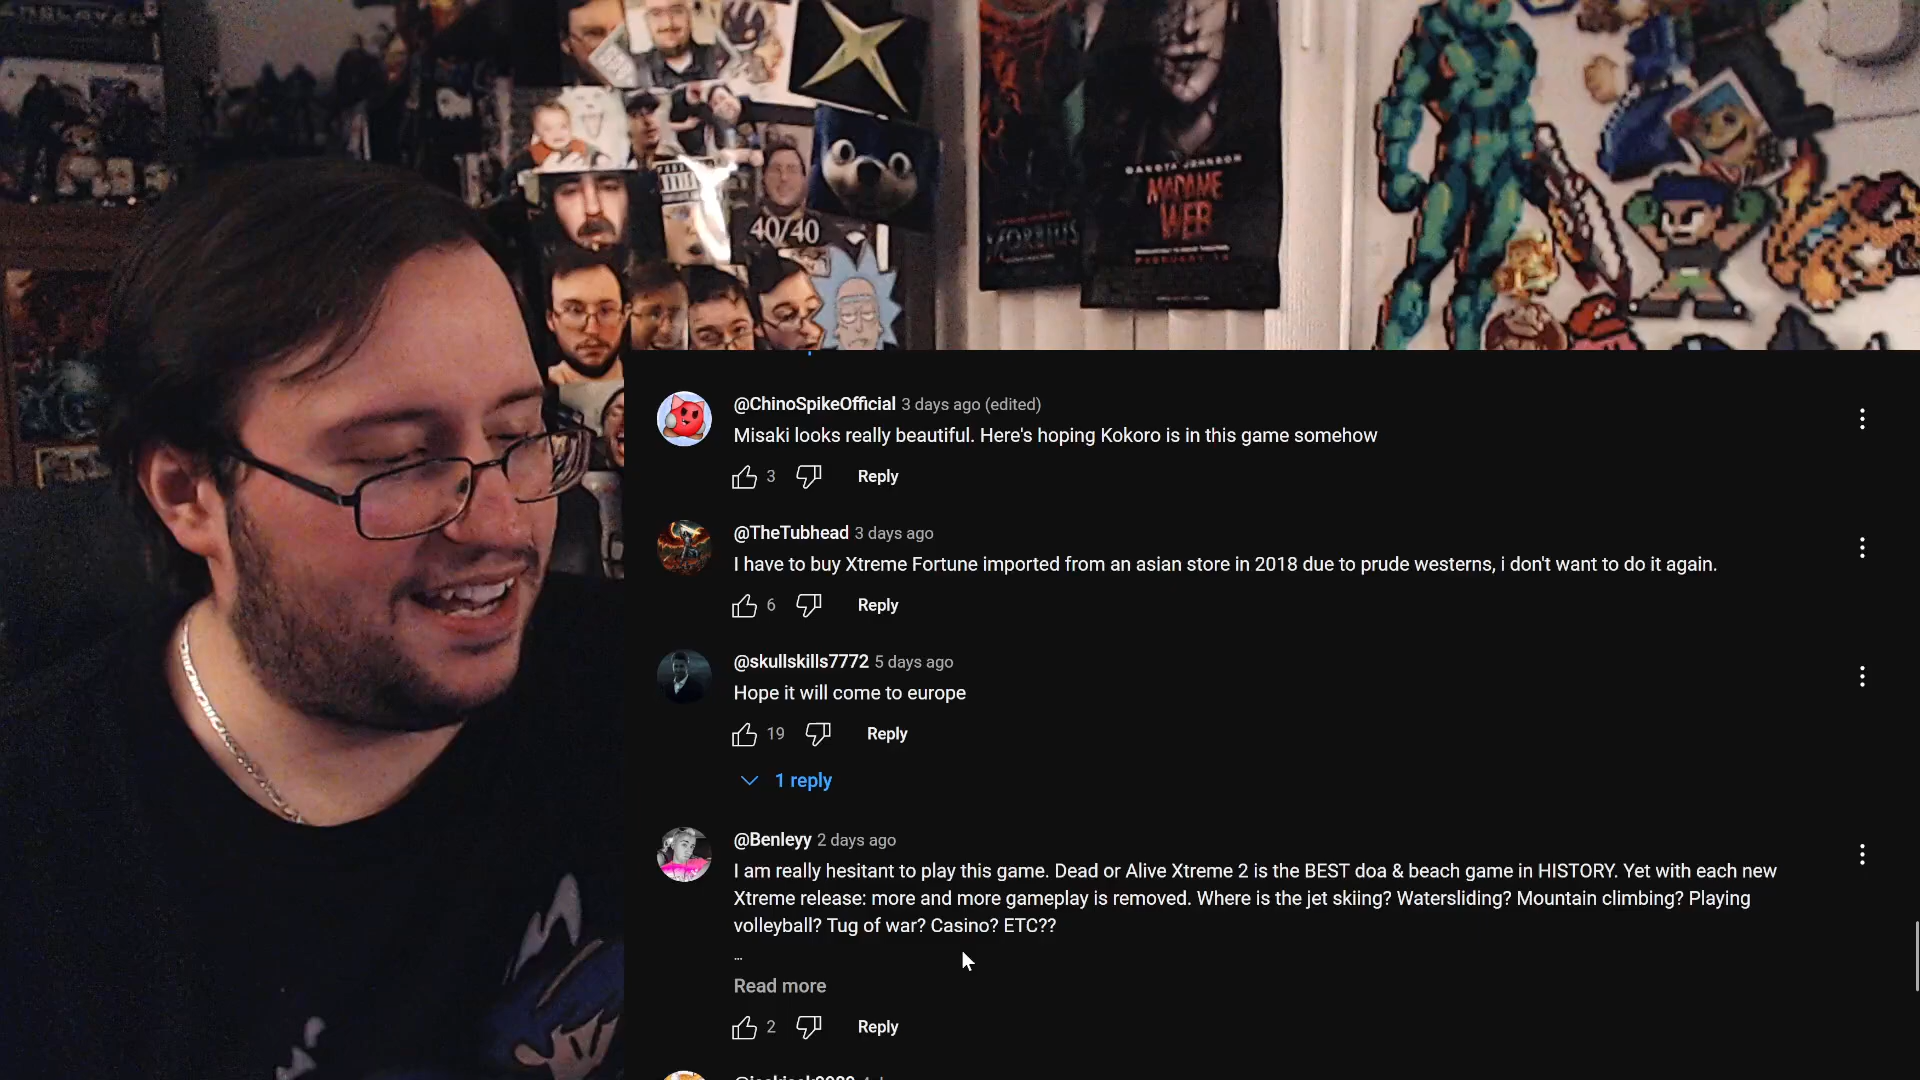 DAKOTA JOHNSON
MADAME
WEB
FEBRUARY 14
MORBIUS
40/40
@ChinoSpikeOfficial 3 days ago (edited)
Misaki looks really beautiful. Here's hoping Kokoro is in this game somehow
3 Reply
@TheTubhead 3 days ago
I have to buy Xtreme Fortune imported from an asian store in 2018 due to prude westerns, i don't want to do it again.
6 Reply
@skullskills7772 5 days ago
Hope it will come to europe
19 Reply
1 reply
@Benleyy 2 days ago
I am really hesitant to play this game. Dead or Alive Xtreme 2 is the BEST doa & beach game in HISTORY. Yet with each new
Xtreme release: more and more gameplay is removed. Where is the jet skiing? Watersliding? Mountain climbing? Playing
volleyball? Tug of war? Casino? ETC??
...
Read more
2 Reply